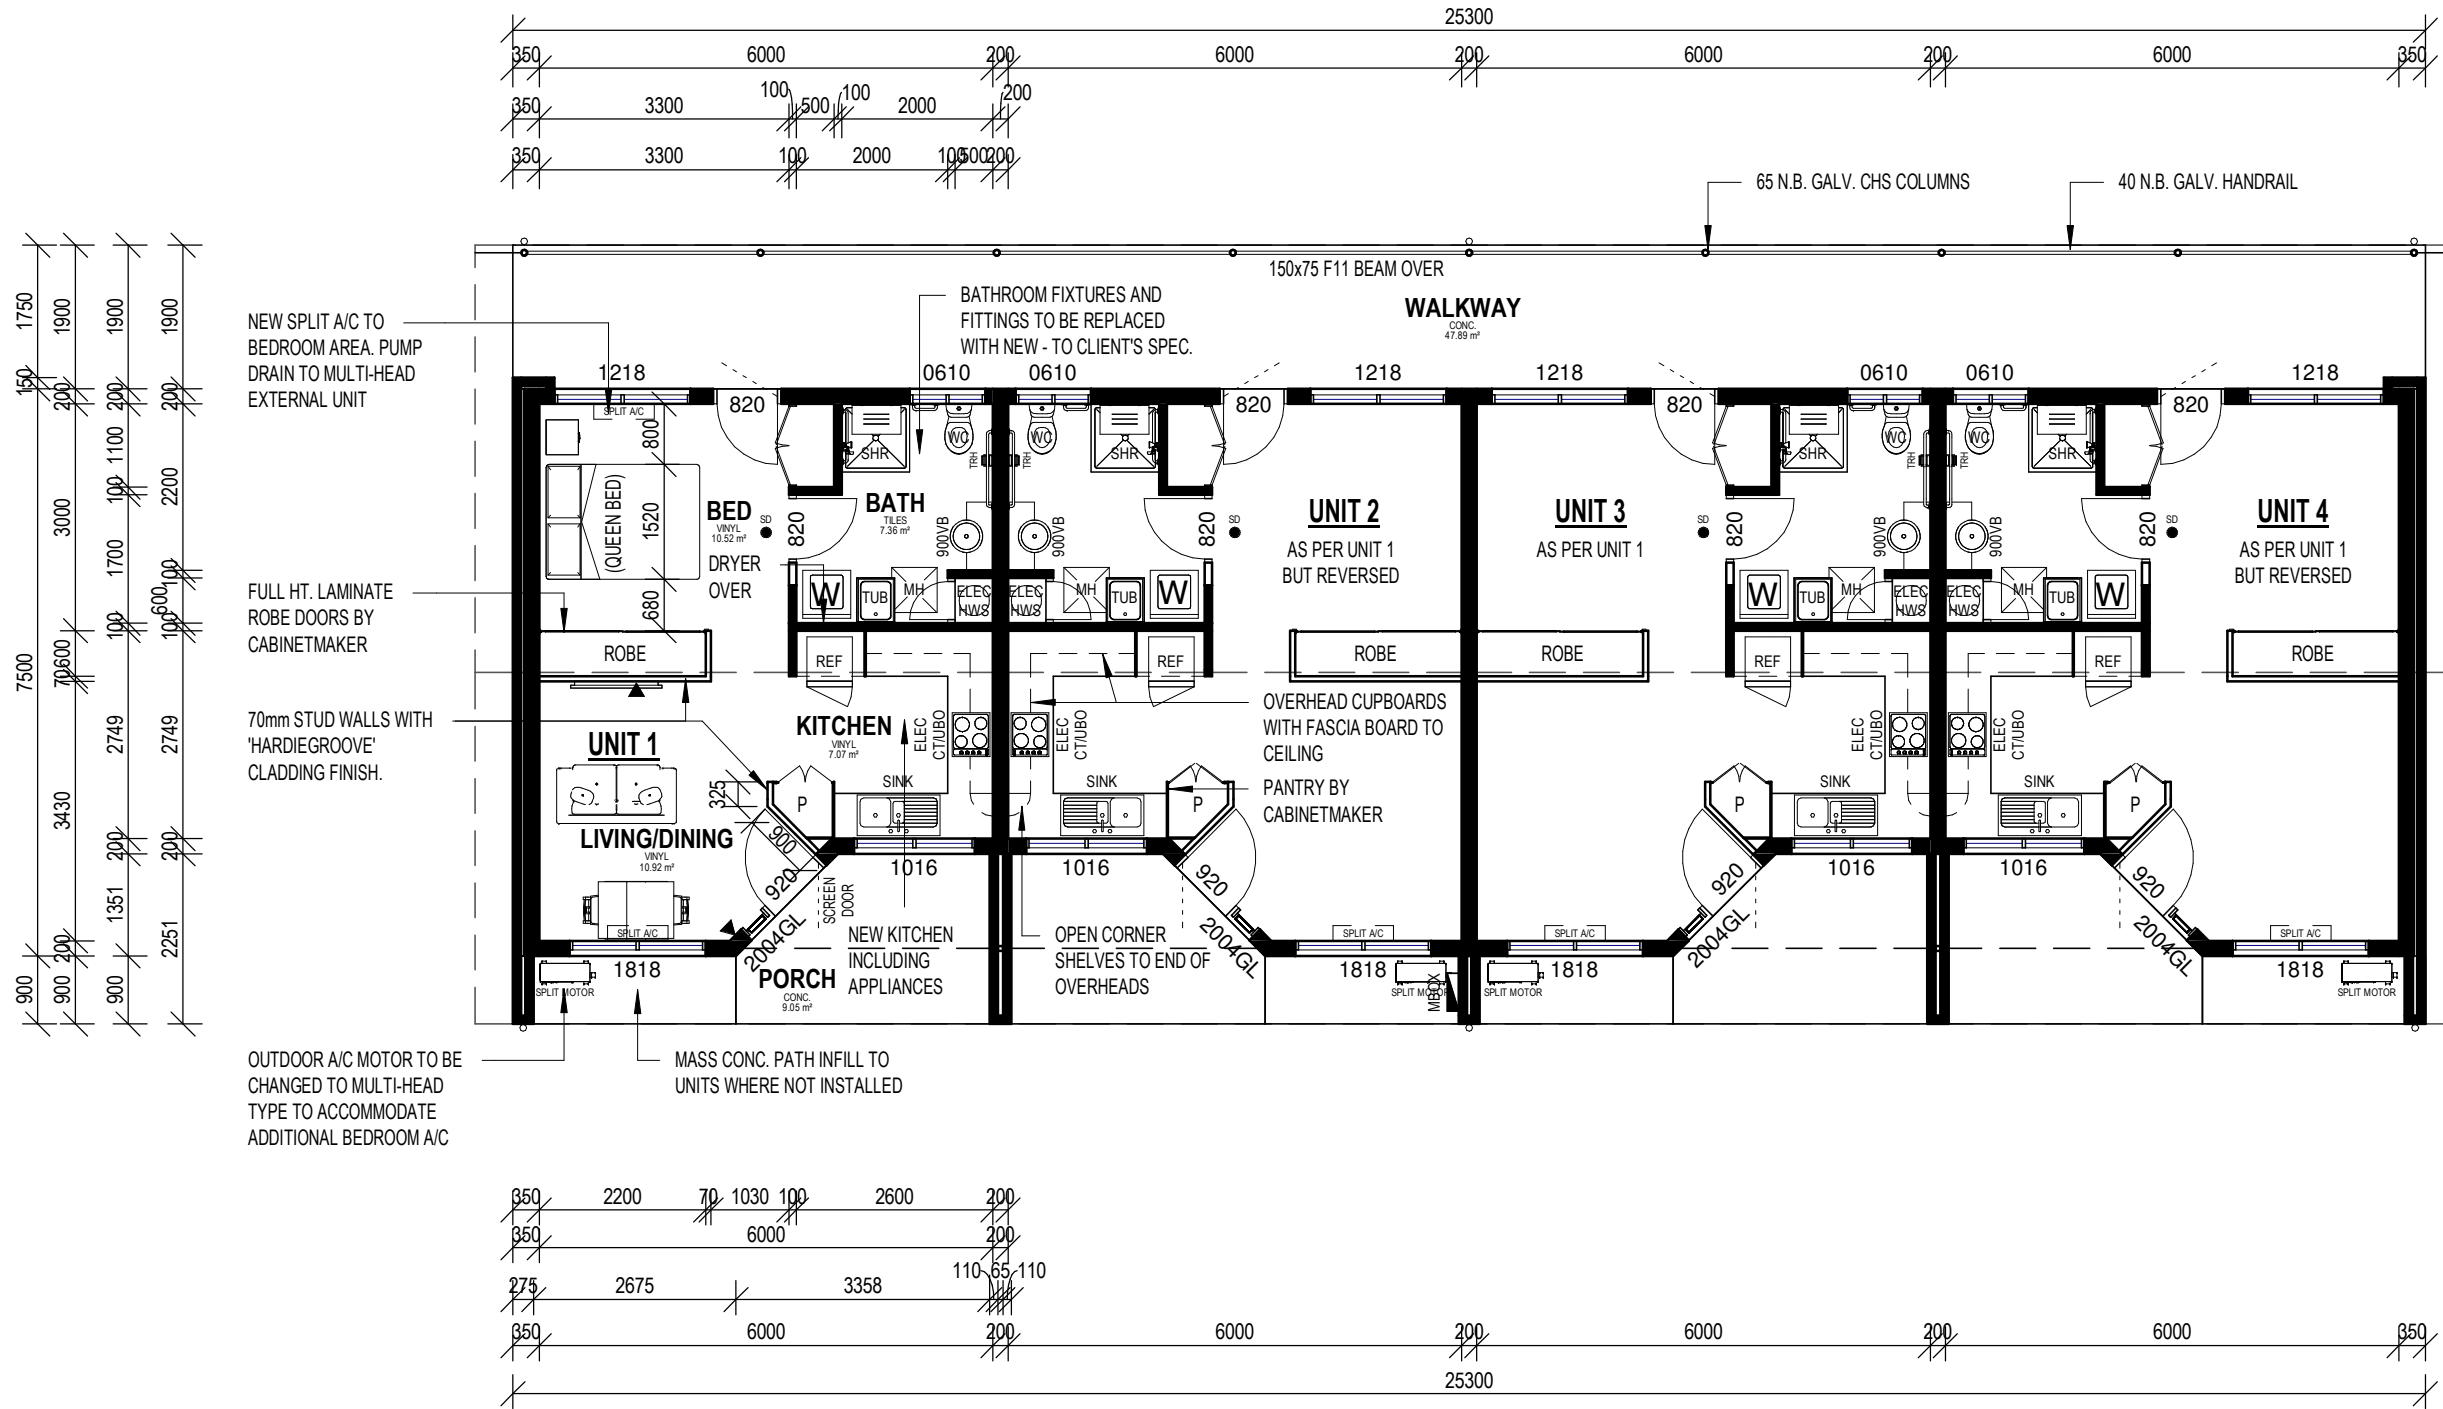 25300
350 6000 200 6000 200 6000 200 6000 350
350 3300 100 500 100 2000 200
350 3300 100 2000 100 500 200
65 N.B. GALV. CHS COLUMNS
40 N.B. GALV. HANDRAIL
150x75 F11 BEAM OVER
WALKWAY
CONC.
47.89 m²
BATHROOM FIXTURES AND
FITTINGS TO BE REPLACED
WITH NEW - TO CLIENT'S SPEC.
NEW SPLIT A/C TO
BEDROOM AREA. PUMP
DRAIN TO MULTI-HEAD
EXTERNAL UNIT
1750 150 7500 900
1900 200 3000 600 70 3430 200 900
1900 200 1100 100 1700 100 2749 200 1351 900
1900 200 2200 100 600 100 2749 200 2251
1218 0610 0610 1218 1218 0610 0610 1218
820 820 820 820
SPLIT A/C
800
1520
680
(QUEEN BED)
BED
VINYL
10.52 m²
SD SD SD SD
BATH
TILES
7.36 m²
SHR SHR SHR SHR
WC WC WC WC
TRH TRH TRH TRH
820 820 820 820
900VB 900VB 900VB 900VB
UNIT 2
AS PER UNIT 1
BUT REVERSED
UNIT 3
AS PER UNIT 1
UNIT 4
AS PER UNIT 1
BUT REVERSED
DRYER
OVER
W TUB MH ELEC HWS
ELEC HWS MH TUB W
W TUB MH ELEC HWS
ELEC HWS MH TUB W
FULL HT. LAMINATE
ROBE DOORS BY
CABINETMAKER
ROBE ROBE ROBE ROBE
REF REF REF REF
70mm STUD WALLS WITH
'HARDIEGROOVE'
CLADDING FINISH.
UNIT 1
KITCHEN
VINYL
7.07 m²
ELEC
CT/UBO
ELEC
CT/UBO
ELEC
CT/UBO
ELEC
CT/UBO
OVERHEAD CUPBOARDS
WITH FASCIA BOARD TO
CEILING
PANTRY BY
CABINETMAKER
SINK SINK SINK SINK
P P P P
325
900
LIVING/DINING
VINYL
10.92 m²
1016 1016 1016 1016
920 920 920 920
SCREEN
DOOR
2004GL 2004GL 2004GL 2004GL
SPLIT A/C SPLIT A/C SPLIT A/C SPLIT A/C
1818 1818 1818 1818
SPLIT MOTOR SPLIT MOTOR SPLIT MOTOR SPLIT MOTOR
MBOX
PORCH
CONC.
9.05 m²
NEW KITCHEN
INCLUDING
APPLIANCES
OPEN CORNER
SHELVES TO END OF
OVERHEADS
OUTDOOR A/C MOTOR TO BE
CHANGED TO MULTI-HEAD
TYPE TO ACCOMMODATE
ADDITIONAL BEDROOM A/C
MASS CONC. PATH INFILL TO
UNITS WHERE NOT INSTALLED
350 2200 70 1030 100 2600 200
350 6000 200
275 2675 3358 110 65 110
350 6000 200 6000 200 6000 200 6000 350
25300